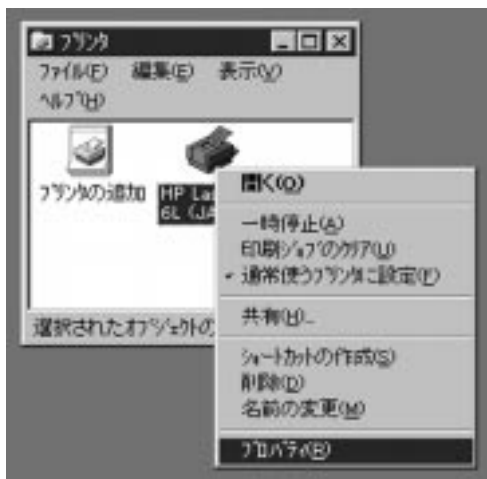 プリンタ
ファイル(F) 編集(E) 表示(V)
ヘルプ(H)
プリンタの追加
HP La
6L (JA
選択されたオブジェクトの
開く(O)
一時停止(A)
印刷ジョブのクリア(U)
通常使うプリンタに設定(F)
共有(H)...
ショートカットの作成(S)
削除(D)
名前の変更(M)
プロパティ(R)